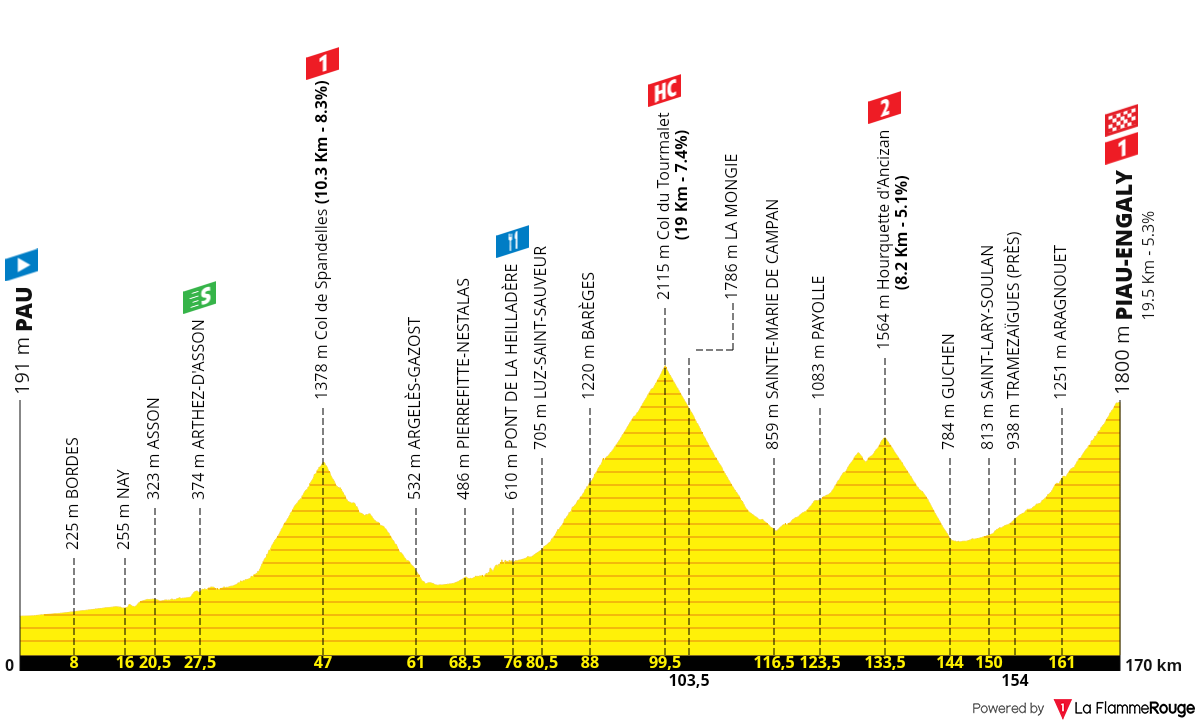 191 m PAU
225 m BORDES
255 m NAY
323 m ASSON
S
374 m ARTHEZ-D'ASSON
1
1378 m Col de Spandelles (10.3 Km - 8.3%)
532 m ARGELÈS-GAZOST
486 m PIERREFITTE-NESTALAS
610 m PONT DE LA HEILLADÈRE
705 m LUZ-SAINT-SAUVEUR
1220 m BARÈGES
HC
2115 m Col du Tourmalet
(19 Km - 7.4%)
1786 m LA MONGIE
859 m SAINTE-MARIE DE CAMPAN
1083 m PAYOLLE
2
1564 m Hourquette d'Ancizan
(8.2 Km - 5.1%)
784 m GUCHEN
813 m SAINT-LARY-SOULAN
938 m TRAMEZAÏGUES (PRÈS)
1251 m ARAGNOUET
1
1800 m PIAU-ENGALY
19,5 Km - 5.3%
0 8 16 20,5 27,5 47 61 68,5 76 80,5 88 99,5 116,5 123,5 133,5 144 150 161 170 km
103,5 154
Powered by 1 La FlammeRouge